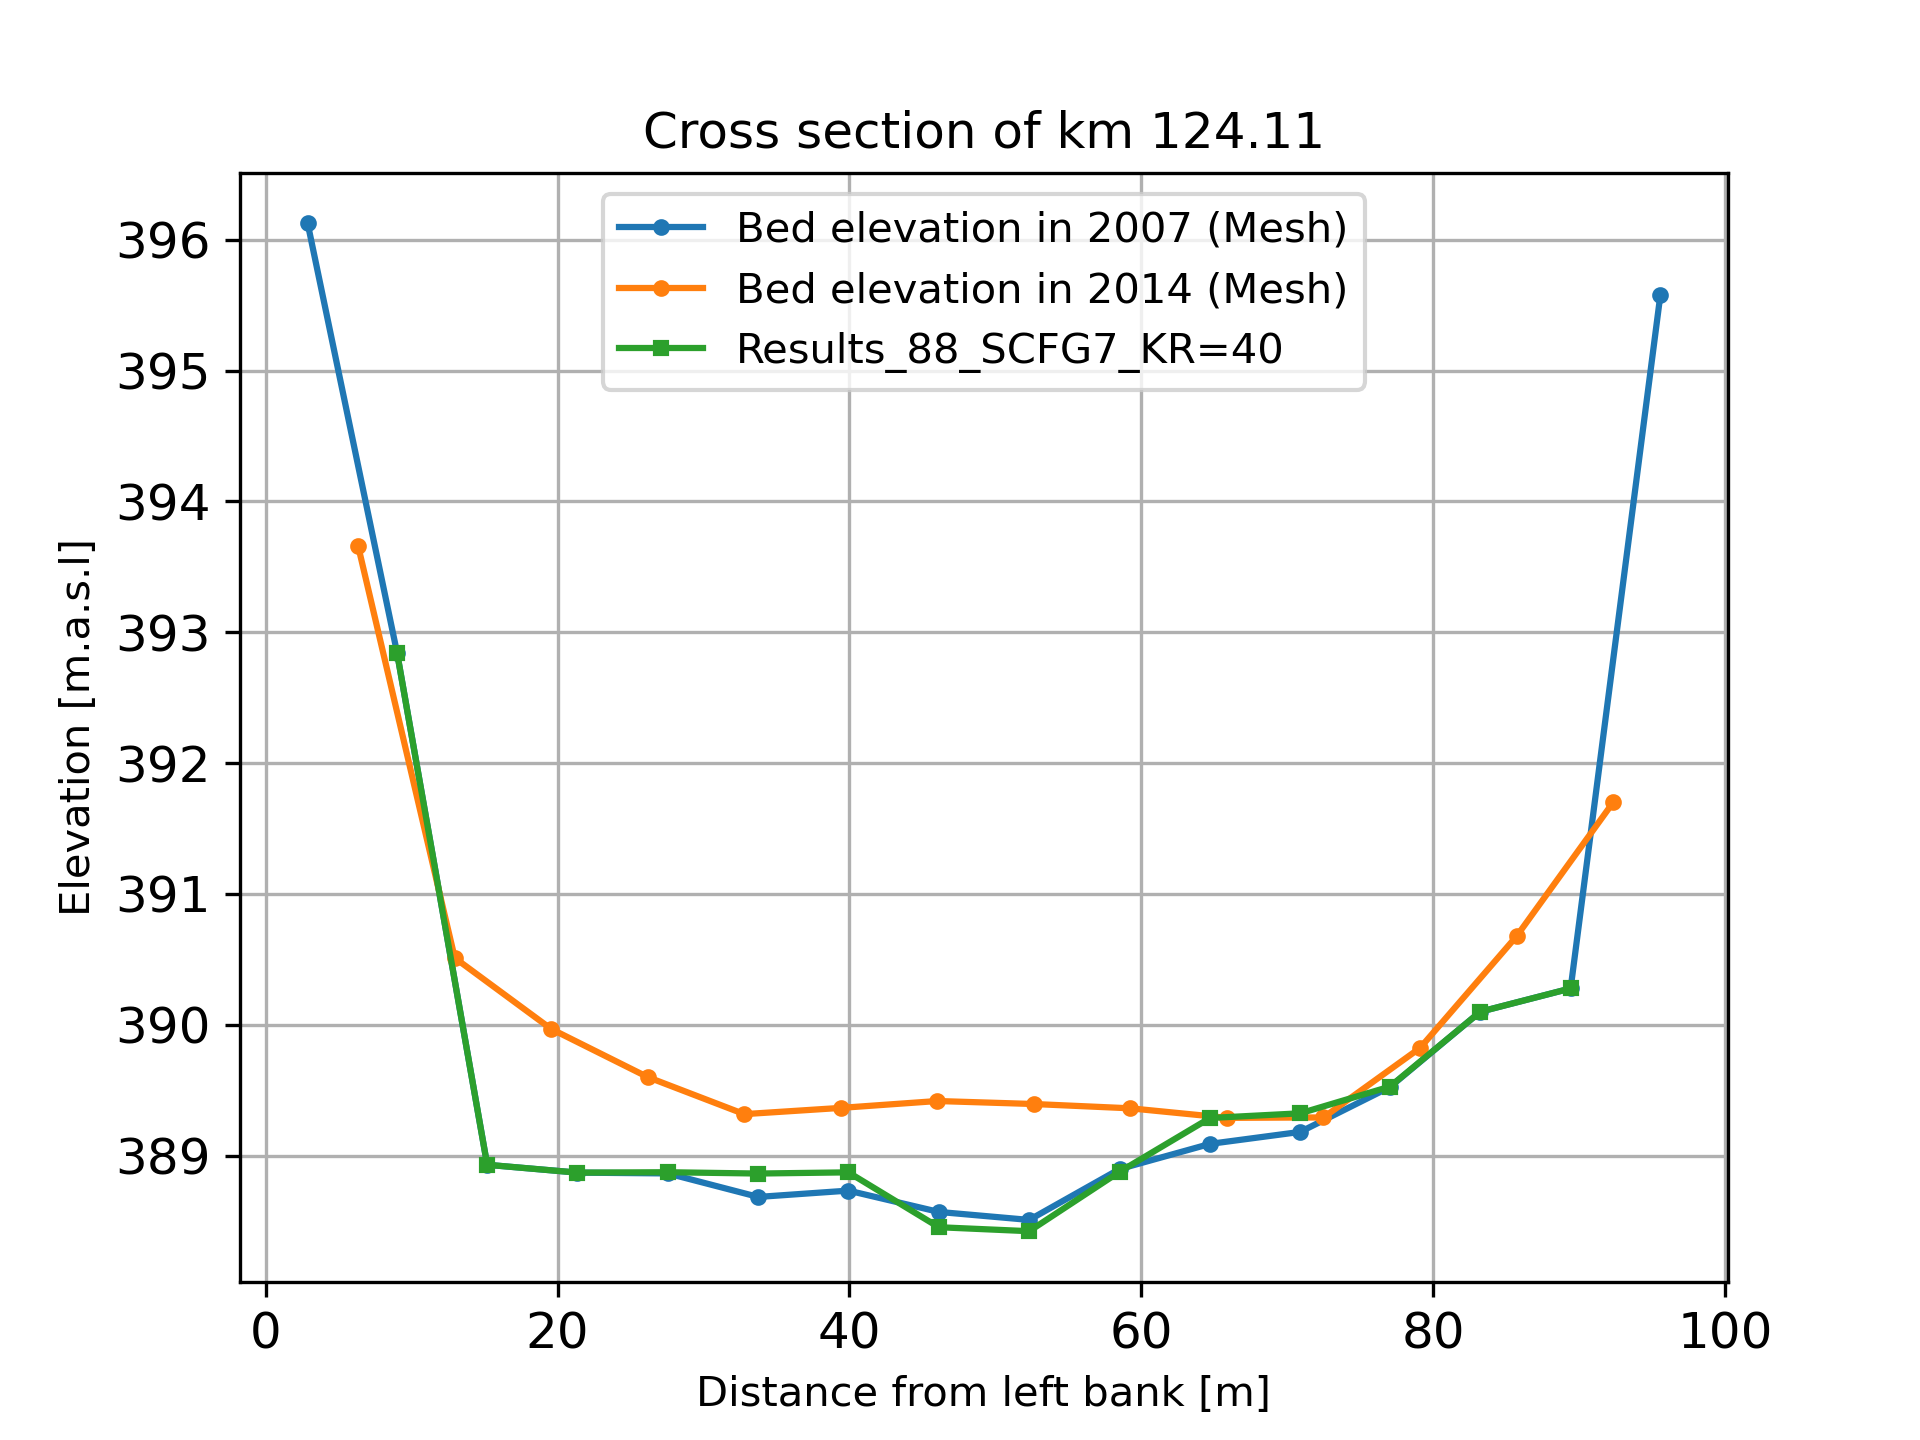 Cross section of km 124.11
Bed elevation in 2007 (Mesh)
Bed elevation in 2014 (Mesh)
Results_88_SCFG7_KR=40
396
395
394
393
392
391
390
389
Elevation [m.a.s.l]
0 20 40 60 80 100
Distance from left bank [m]